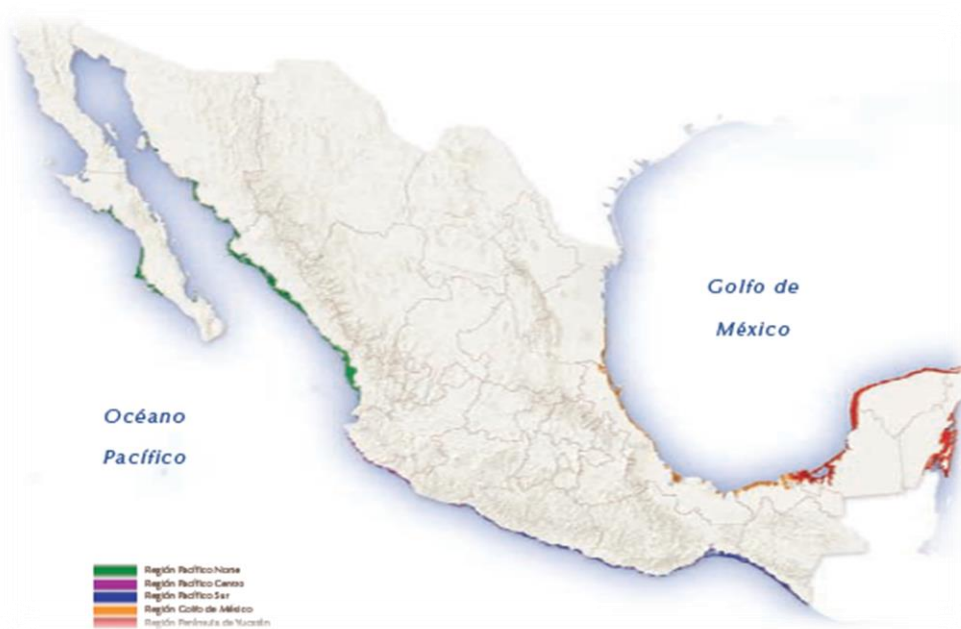 Golfo de
México
Océano
Pacífico
Región Pacífico Norte
Región Pacífico Centro
Región Pacífico Sur
Región Golfo de México
Región Península de Yucatán